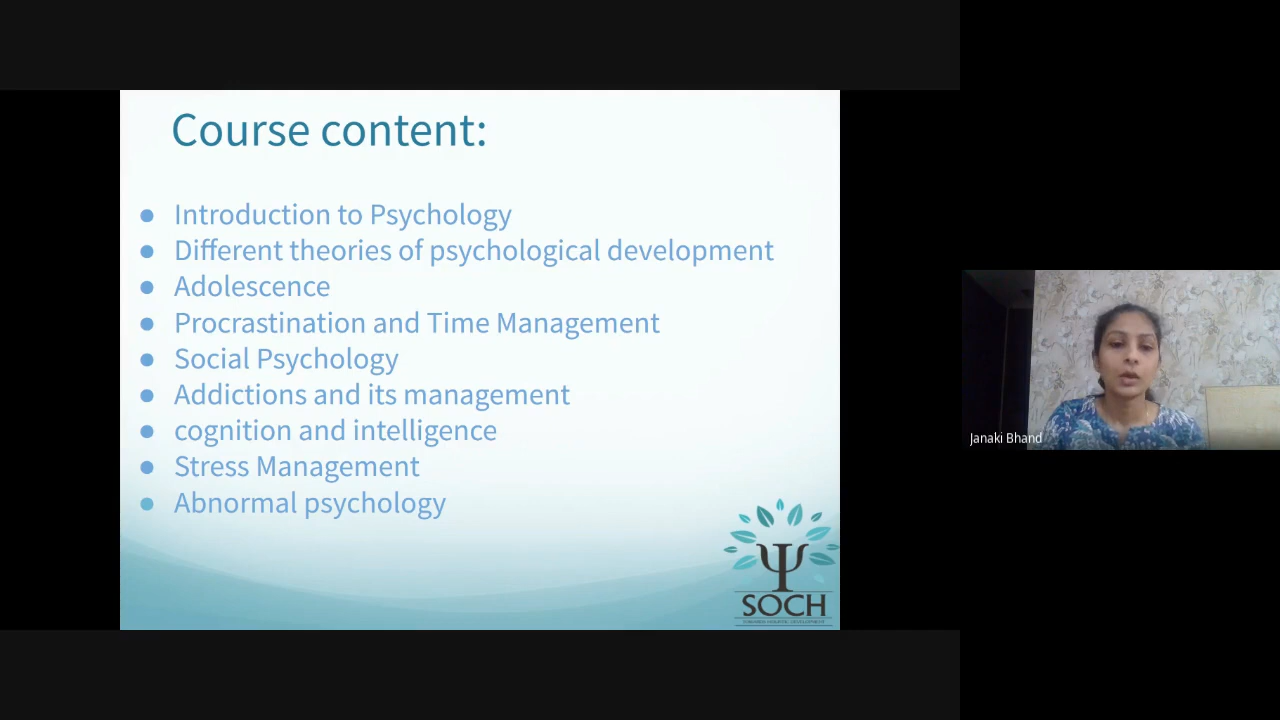 Course content:
● Introduction to Psychology
● Different theories of psychological development
● Adolescence
● Procrastination and Time Management
● Social Psychology
● Addictions and its management
● cognition and intelligence
● Stress Management
● Abnormal psychology
Ψ
SOCH
Janaki Bhand